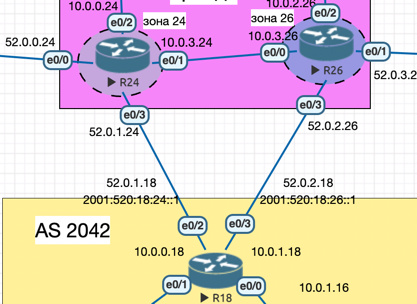 10.0.0.24
e0/2
зона 24
52.0.0.24
10.0.3.24
e0/0
e0/1
R24
e0/3
52.0.1.24
10.0.2.26
зона 26
e0/2
10.0.3.26
e0/0
e0/1
R26
e0/3
52.0.2.26
52.0.1.18
2001:520:18:24::1
52.0.2.18
2001:520:18:26::1
AS 2042
e0/2
e0/3
10.0.0.18
10.0.1.18
e0/1
e0/0
10.0.1.16
R18